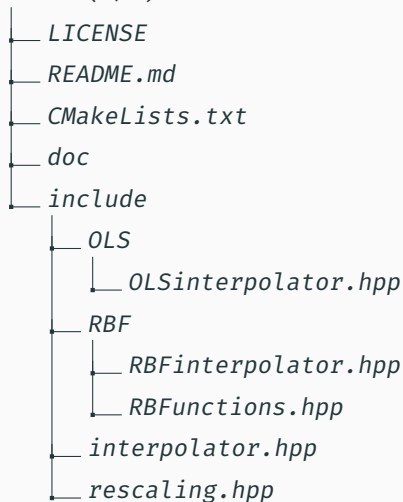 LICENSE
README.md
CMakeLists.txt
doc
include
OLS
OLSinterpolator.hpp
RBF
RBFinterpolator.hpp
RBFunctions.hpp
interpolator.hpp
rescaling.hpp